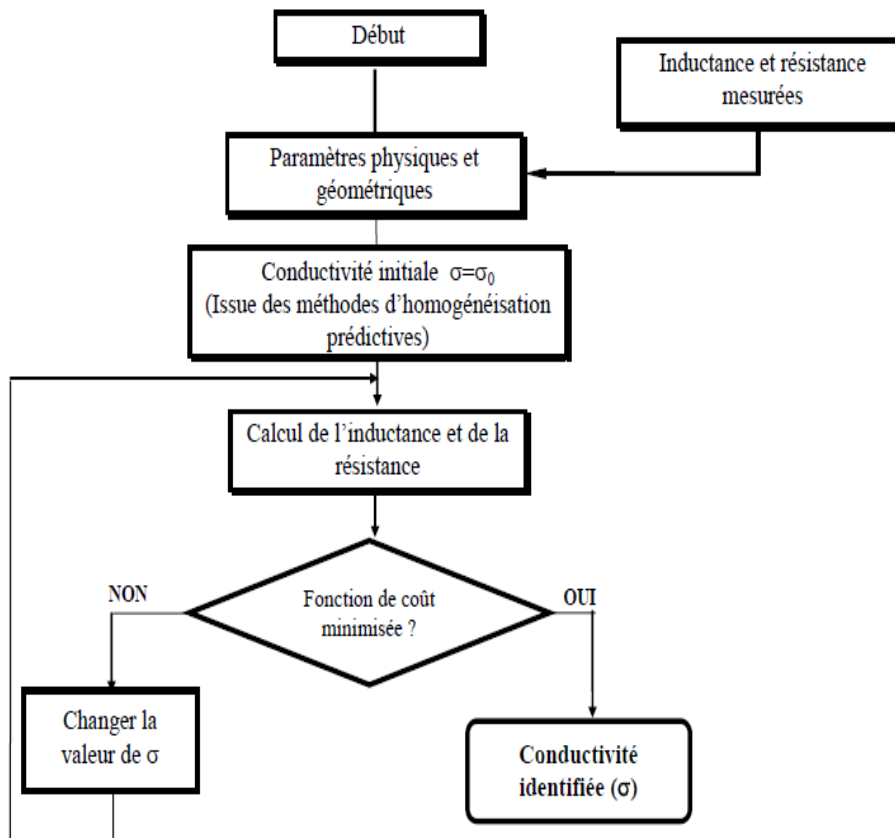 Début
Inductance et résistance
mesurées
Paramètres physiques et
géométriques
Conductivité initiale σ=σ₀
(Issue des méthodes d’homogénéisation
prédictives)
Calcul de l’inductance et de la
résistance
Fonction de coût
minimisée ?
NON
OUI
Changer la
valeur de σ
Conductivité
identifiée (σ)